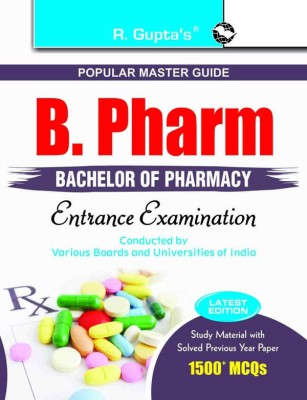 R. Gupta's®
POPULAR MASTER GUIDE
B. Pharm
BACHELOR OF PHARMACY
Entrance Examination
Conducted by
Various Boards and Universities of India
Rx
LATEST
EDITION
Study Material with
Solved Previous Year Paper
1500+ MCQs